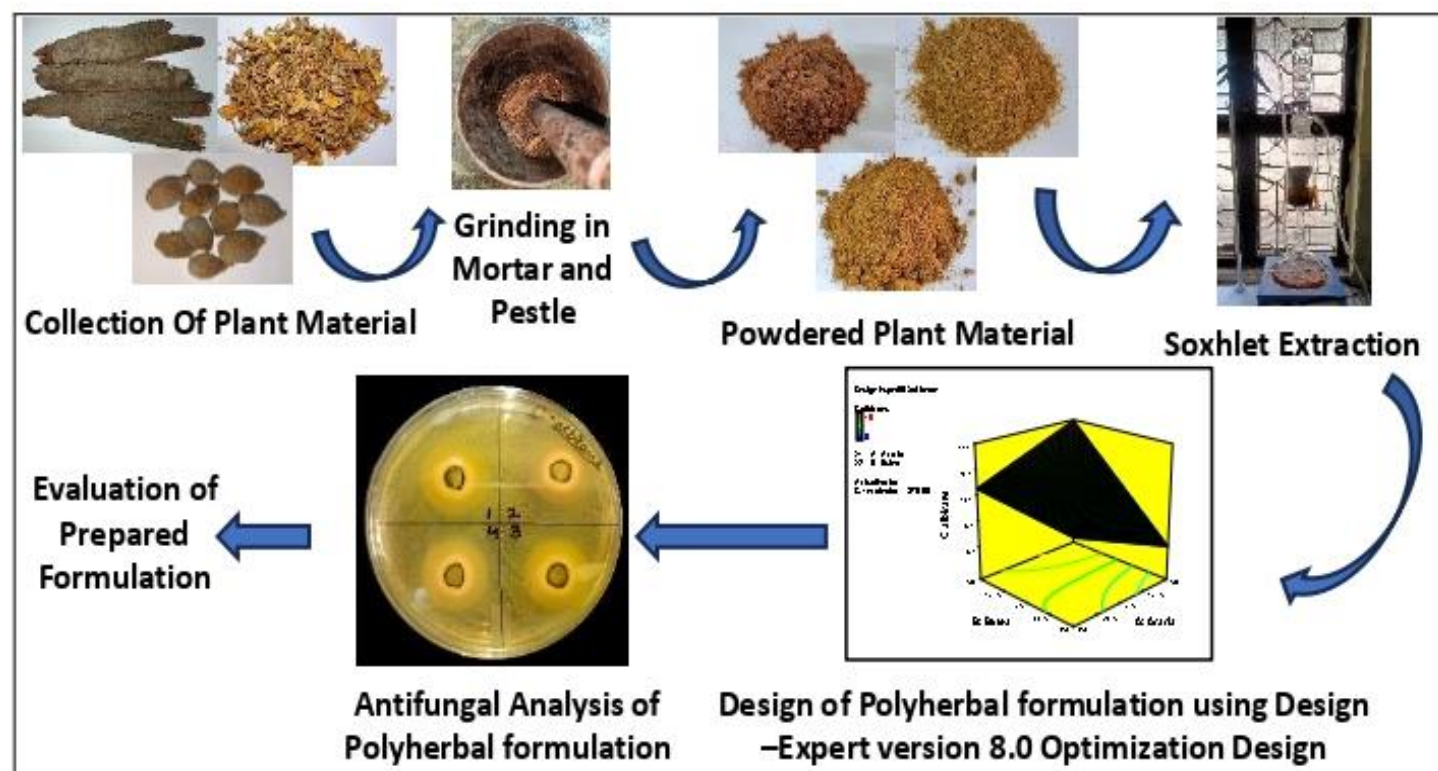 Collection Of Plant Material
Grinding in
Mortar and
Pestle
Powdered Plant Material
Soxhlet Extraction
Evaluation of
Prepared
Formulation
1 2
4 3
Antifungal Analysis of
Polyherbal formulation
Design of Polyherbal formulation using Design
–Expert version 8.0 Optimization Design